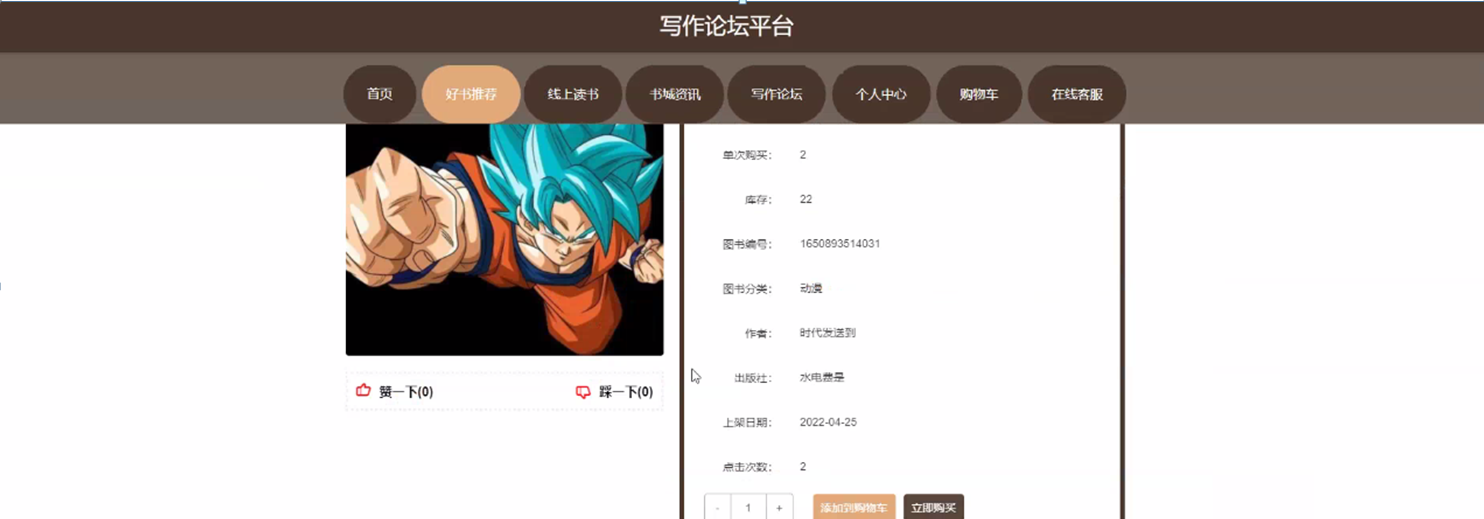 写作论坛平台
首页 好书推荐 线上读书 书城资讯 写作论坛 个人中心 购物车 在线客服
单次购买： 2
库存： 22
图书编号： 1650893514031
图书分类： 动漫
作者： 时代发送到
出版社： 水电费是
上架日期： 2022-04-25
点击次数： 2
赞一下(0) 踩一下(0)
- 1 + 添加到购物车 立即购买